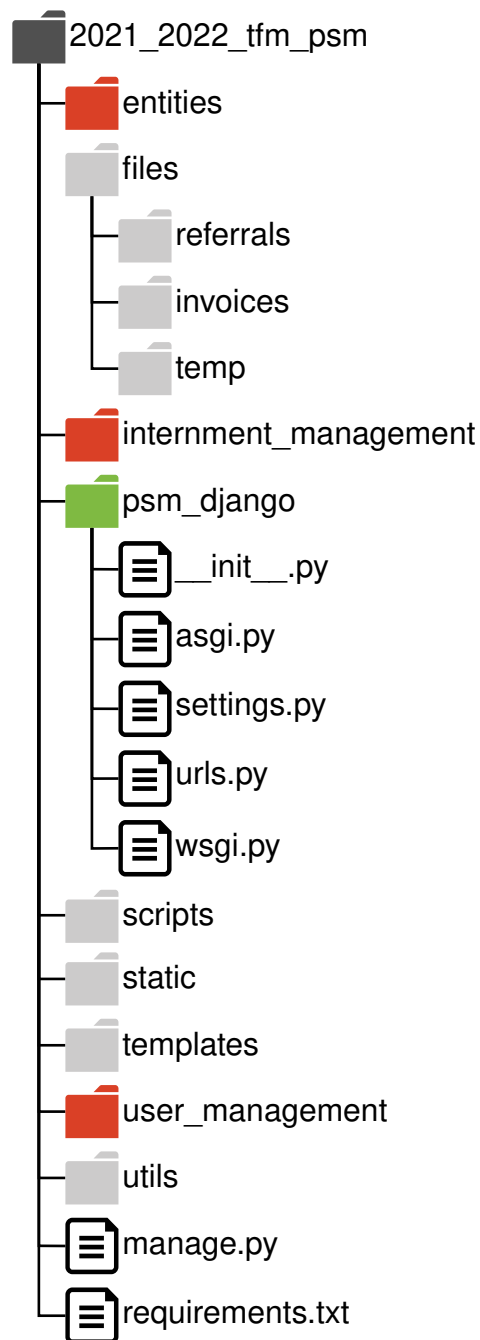 2021_2022_tfm_psm
entities
files
referrals
invoices
temp
internment_management
psm_django
__init__.py
asgi.py
settings.py
urls.py
wsgi.py
scripts
static
templates
user_management
utils
manage.py
requirements.txt